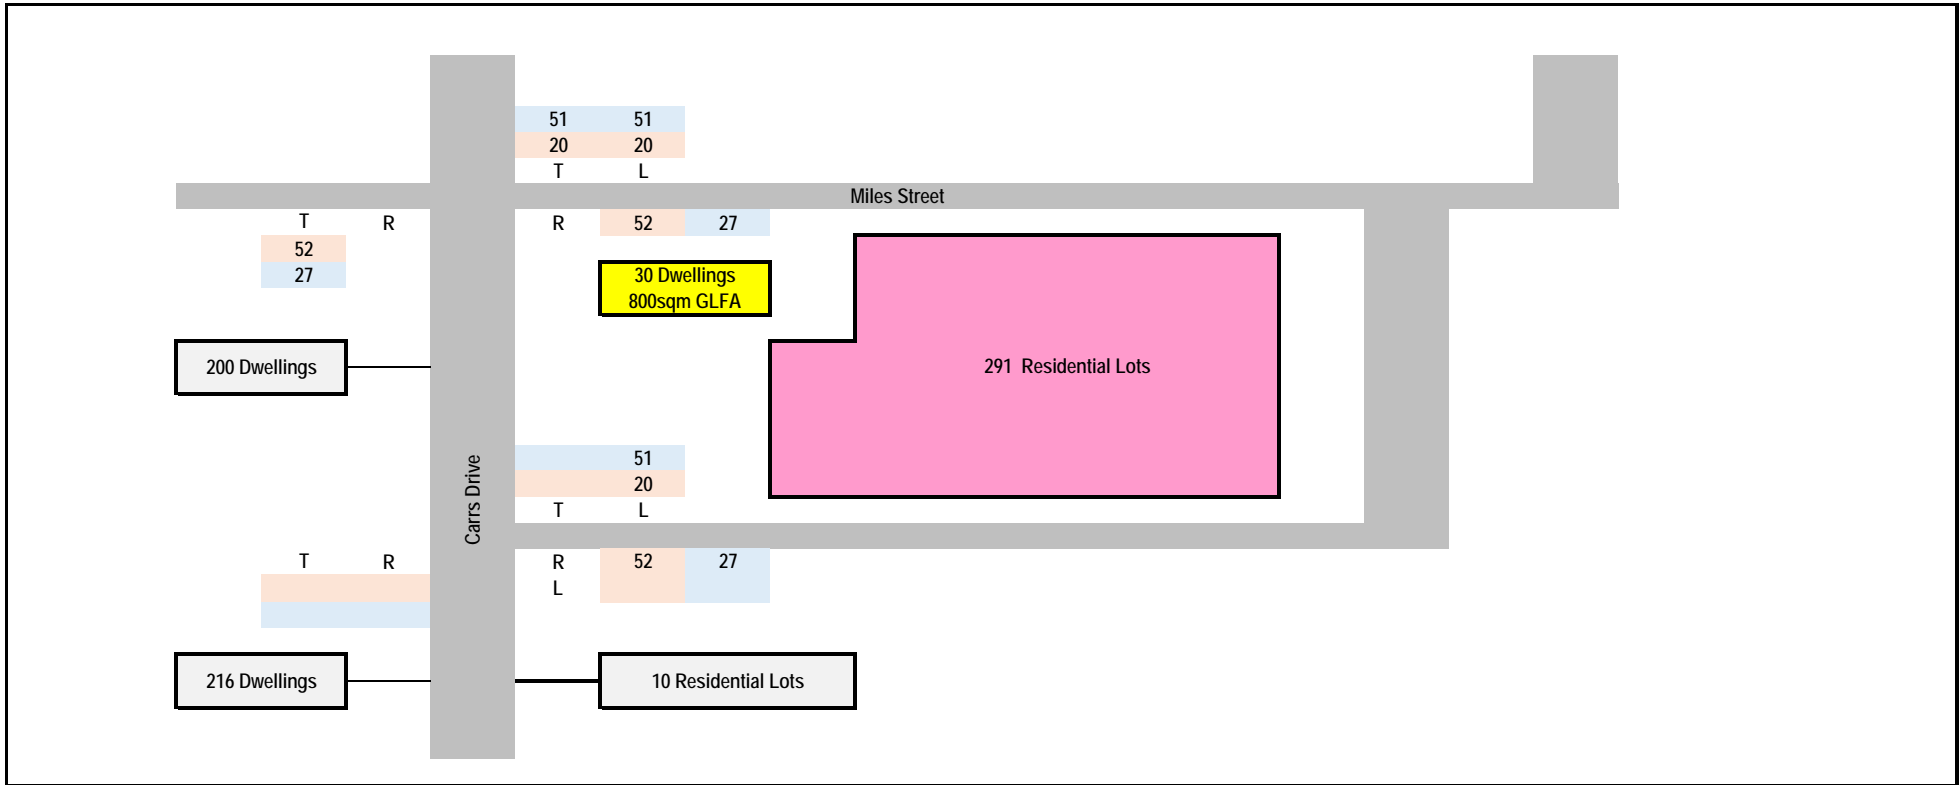 51 51
20 20
T L
Miles Street
T R R 52 27
52
27
30 Dwellings
800sqm GLFA
200 Dwellings
291 Residential Lots
51
20
Carrs Drive
T L
T R R 52 27
L
216 Dwellings
10 Residential Lots